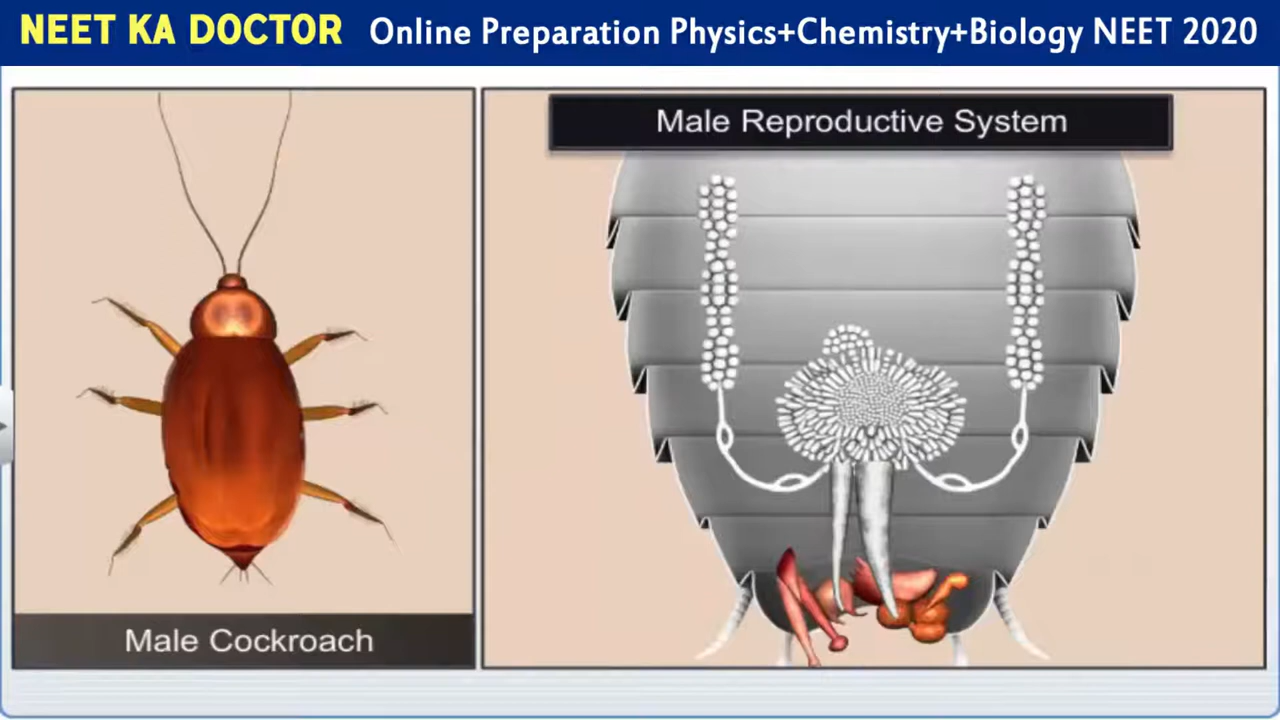 NEET KA DOCTOR Online Preparation Physics+Chemistry+Biology NEET 2020
Male Reproductive System
Male Cockroach